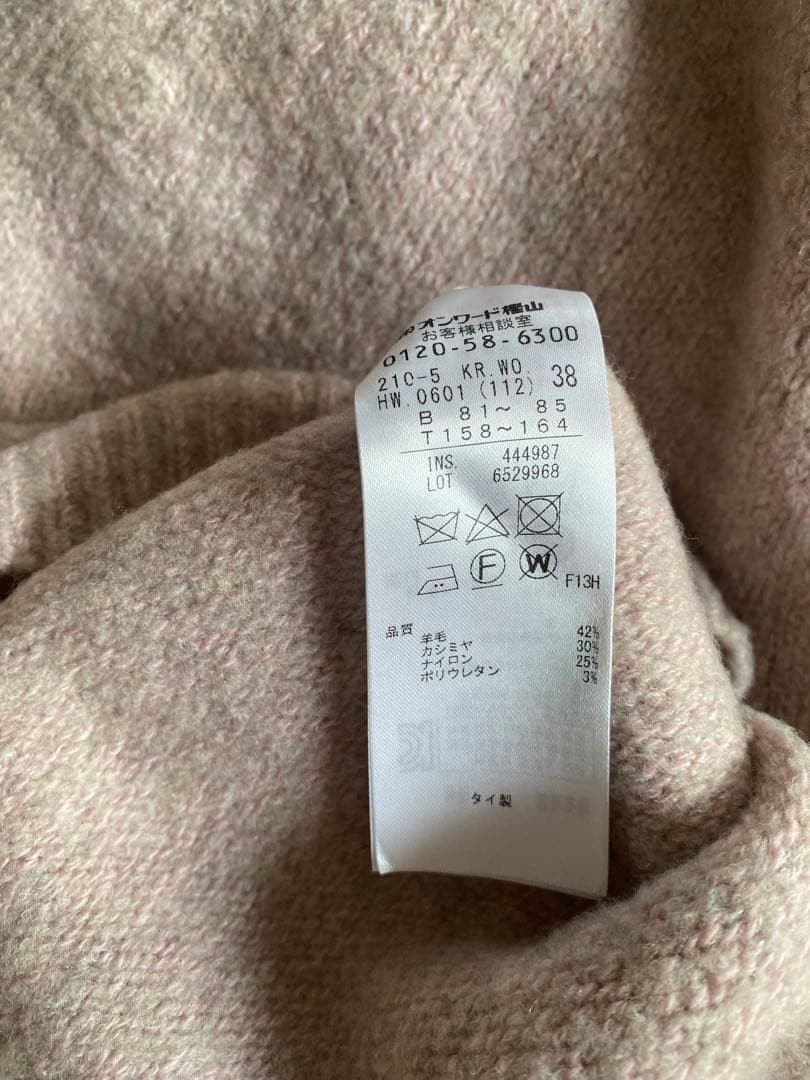 オンワード樫山
お客様相談室
0120-58-6300
210-5 KR.WO. 38
HW.0601 (112)
B 81～ 85
T 158～164
INS. 444987
LOT 6529968
F W F13H
品質
羊毛 42%
カシミヤ 30%
ナイロン 25%
ポリウレタン 3%
タイ製